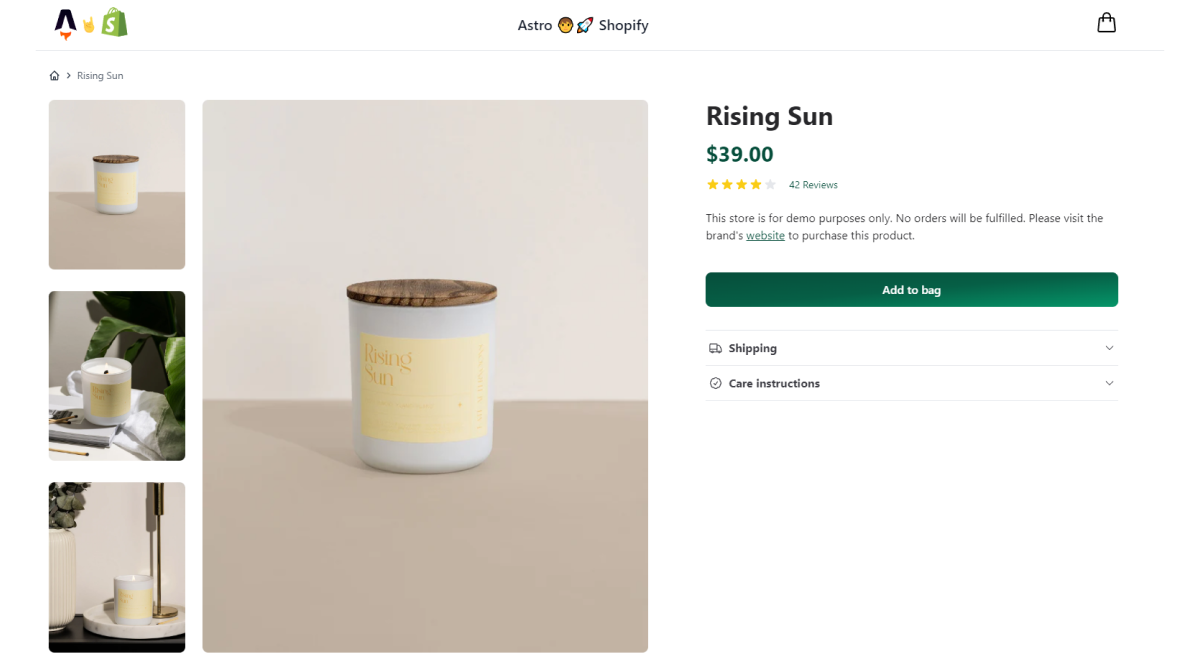 Astro 🧑🚀 Shopify
Rising Sun
Rising Sun
$39.00
42 Reviews
This store is for demo purposes only. No orders will be fulfilled. Please visit the
brand's website to purchase this product.
Add to bag
Shipping
Care instructions
Rising
Sun